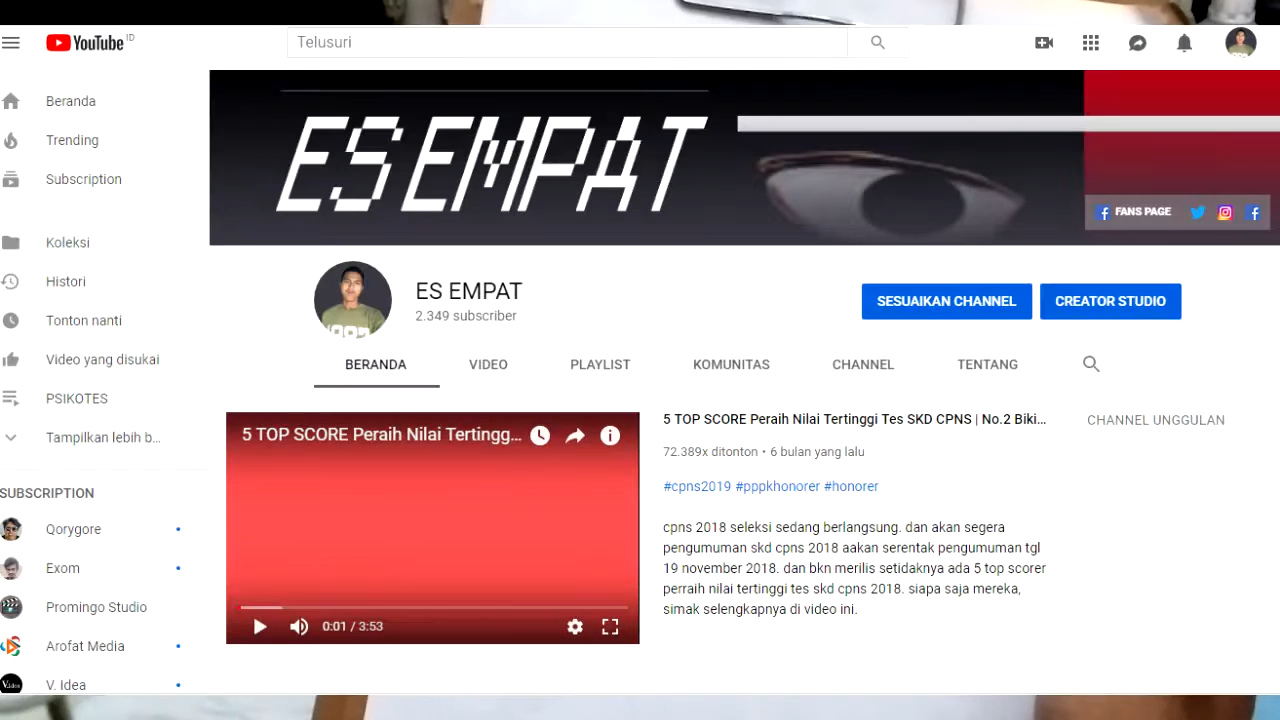 YouTube ID
Telusuri
Beranda
Trending
Subscription
Koleksi
Histori
Tonton nanti
Video yang disukai
PSIKOTES
Tampilkan lebih b...
SUBSCRIPTION
Qorygore
Exom
Promingo Studio
Arofat Media
V. Idea
ES EMPAT
FANS PAGE
ES EMPAT
2.349 subscriber
SESUAIKAN CHANNEL
CREATOR STUDIO
BERANDA VIDEO PLAYLIST KOMUNITAS CHANNEL TENTANG
5 TOP SCORE Peraih Nilai Tertingg...
0:01 / 3:53
5 TOP SCORE Peraih Nilai Tertinggi Tes SKD CPNS | No.2 Biki...
72.389x ditonton • 6 bulan yang lalu
#cpns2019 #pppkhonorer #honorer
cpns 2018 seleksi sedang berlangsung. dan akan segera
pengumuman skd cpns 2018 aakan serentak pengumuman tgl
19 november 2018. dan bkn merilis setidaknya ada 5 top scorer
perraih nilai tertinggi tes skd cpns 2018. siapa saja mereka,
simak selengkapnya di video ini.
CHANNEL UNGGULAN